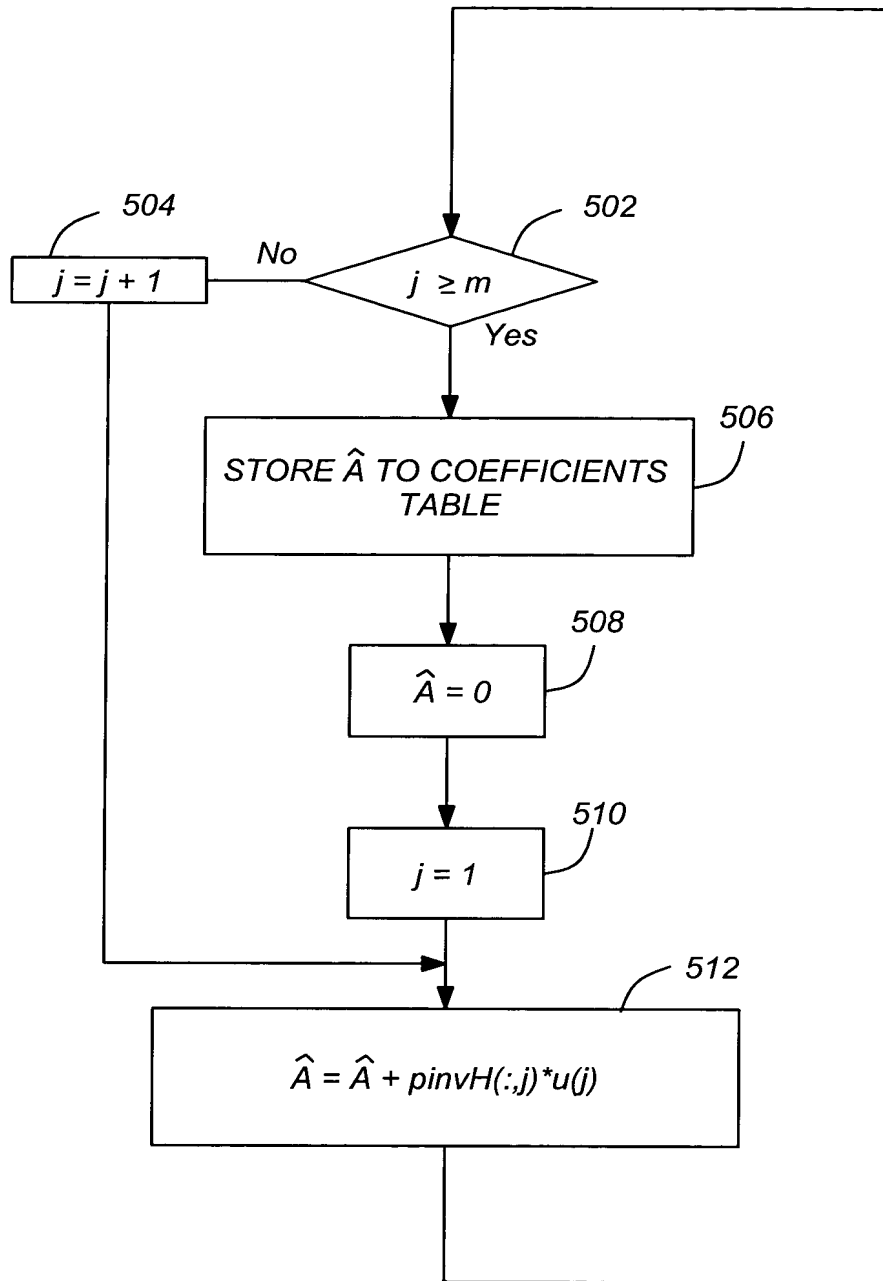 504
502
No
j = j + 1
j ≥ m
Yes
506
STORE Â TO COEFFICIENTS
TABLE
508
Â = 0
510
j = 1
512
Â = Â + pinvH(:,j)*u(j)